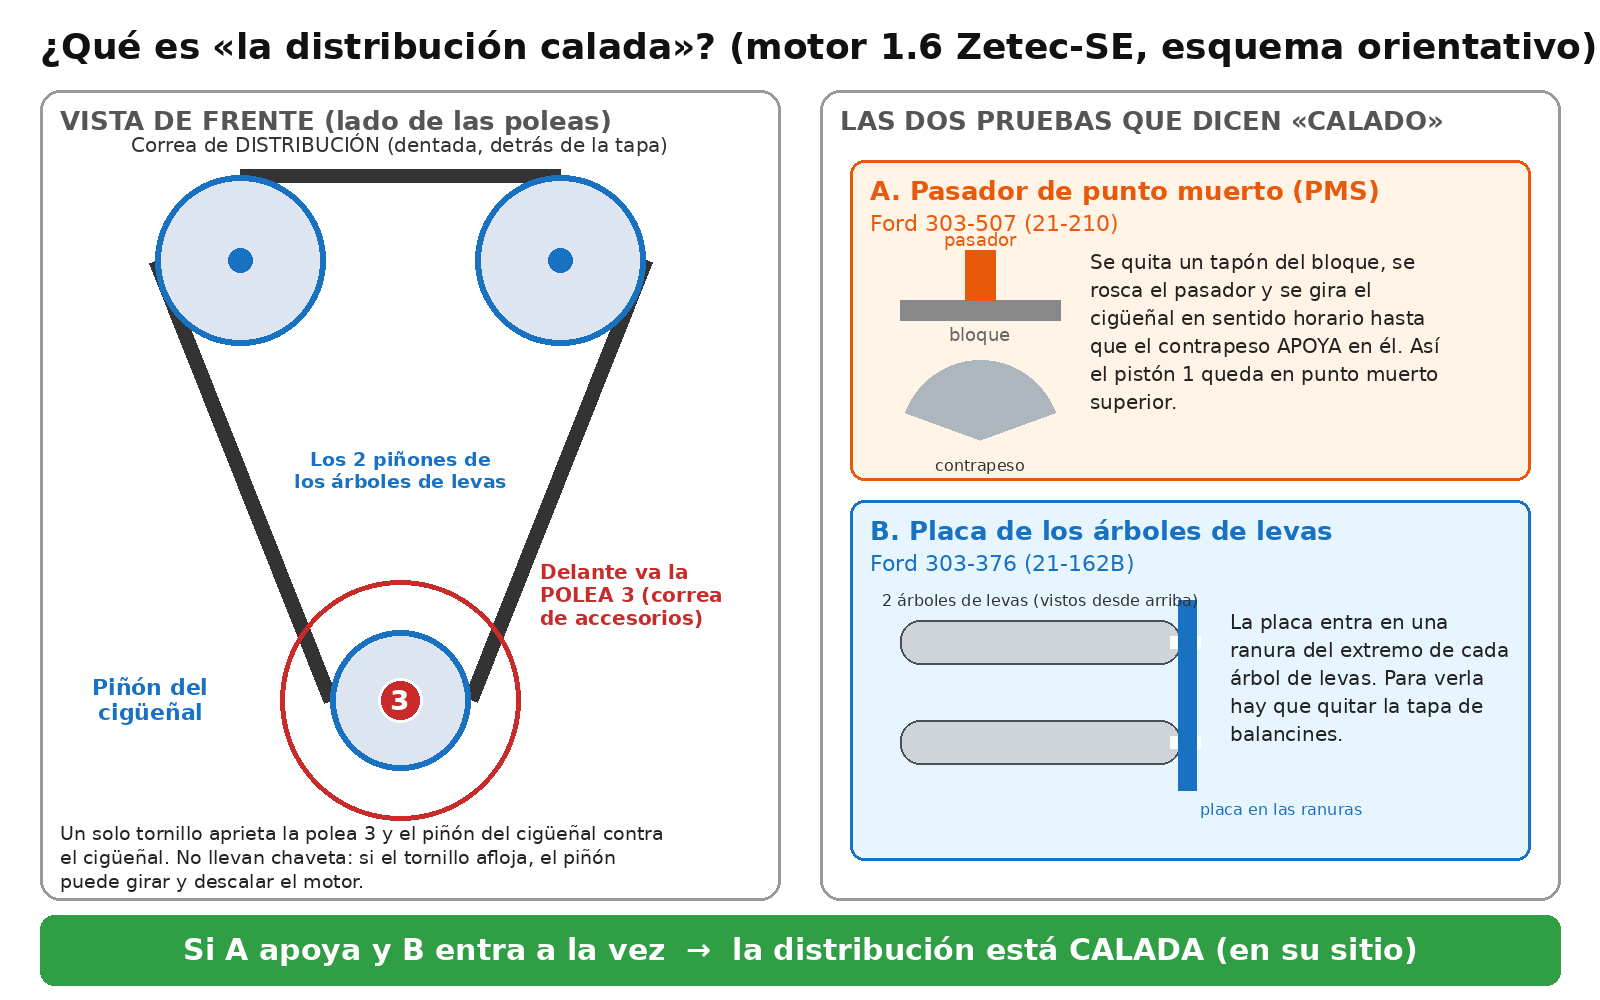 ¿Qué es «la distribución calada»? (motor 1.6 Zetec-SE, esquema orientativo)
VISTA DE FRENTE (lado de las poleas)
Correa de DISTRIBUCIÓN (dentada, detrás de la tapa)
Los 2 piñones de
los árboles de levas
Delante va la
POLEA 3 (correa
de accesorios)
Piñón del
cigüeñal
3
Un solo tornillo aprieta la polea 3 y el piñón del cigüeñal contra
el cigüeñal. No llevan chaveta: si el tornillo afloja, el piñón
puede girar y descalar el motor.
LAS DOS PRUEBAS QUE DICEN «CALADO»
A. Pasador de punto muerto (PMS)
Ford 303-507 (21-210)
pasador
bloque
contrapeso
Se quita un tapón del bloque, se
rosca el pasador y se gira el
cigüeñal en sentido horario hasta
que el contrapeso APOYA en él. Así
el pistón 1 queda en punto muerto
superior.
B. Placa de los árboles de levas
Ford 303-376 (21-162B)
2 árboles de levas (vistos desde arriba)
La placa entra en una
ranura del extremo de cada
árbol de levas. Para verla
hay que quitar la tapa de
balancines.
placa en las ranuras
Si A apoya y B entra a la vez → la distribución está CALADA (en su sitio)